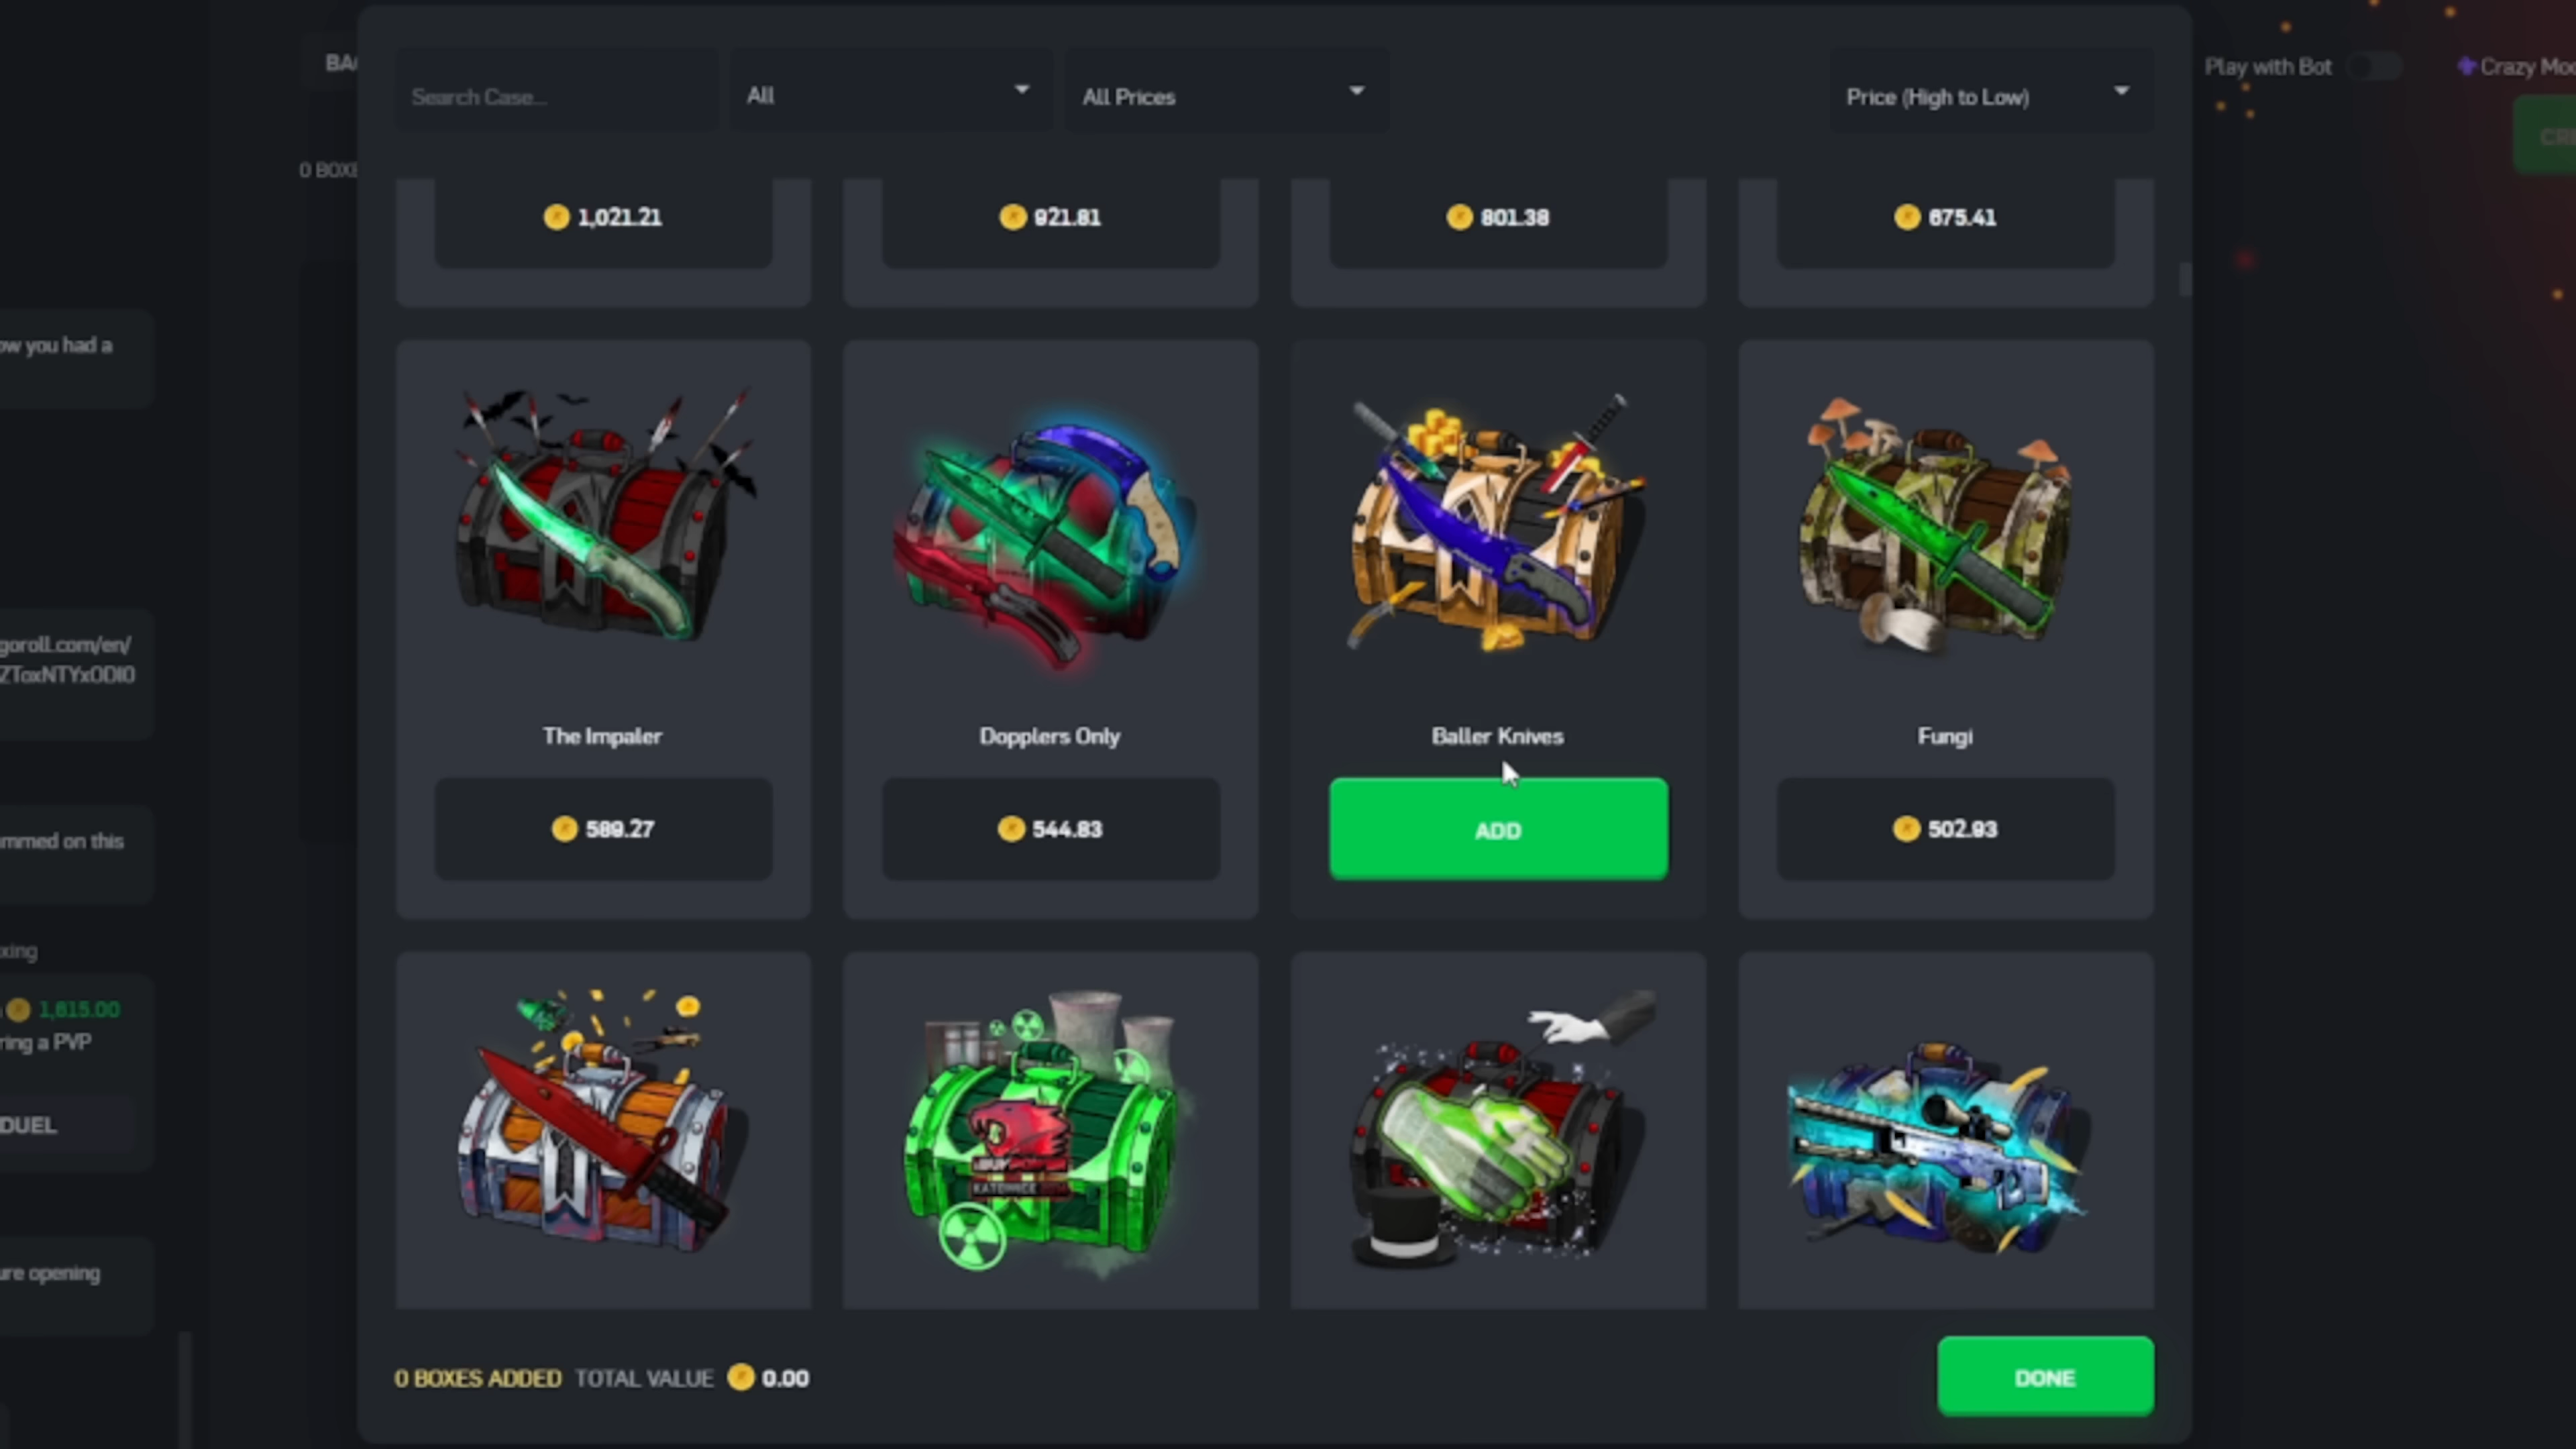 BA
Search Case...
All
All Prices
Price (High to Low)
Play with Bot
Crazy Mo
CRE
0 BOXE
1,021.21
921.81
801.38
675.41
ow you had a
goroll.com/en/
ZToxNTYxODI0
The Impaler
Dopplers Only
Baller Knives
Fungi
589.27
544.83
ADD
502.93
mmed on this
xing
1,615.00
ring a PVP
DUEL
KATOWICE
ure opening
0 BOXES ADDED TOTAL VALUE 0.00
DONE